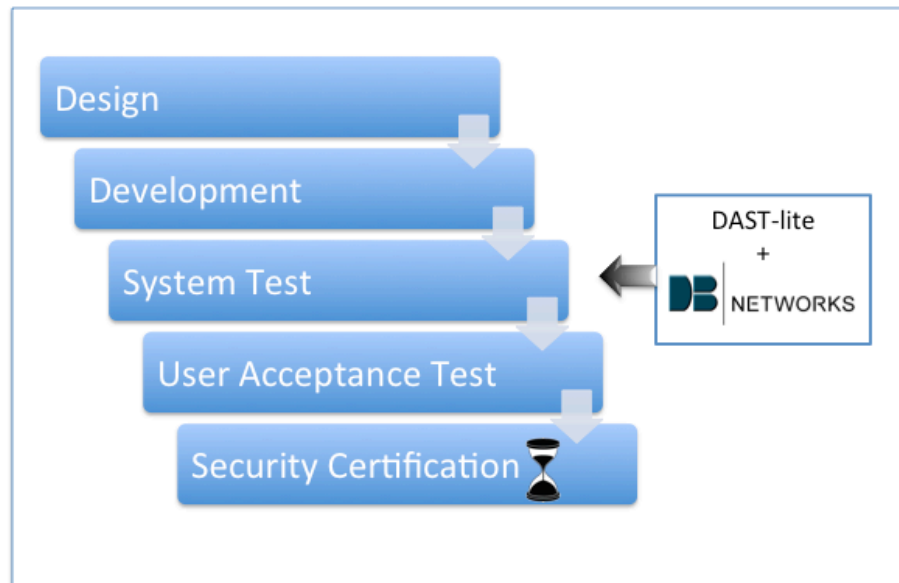 Design
Development
System Test
User Acceptance Test
Security Certification
DAST-lite
+
DB NETWORKS